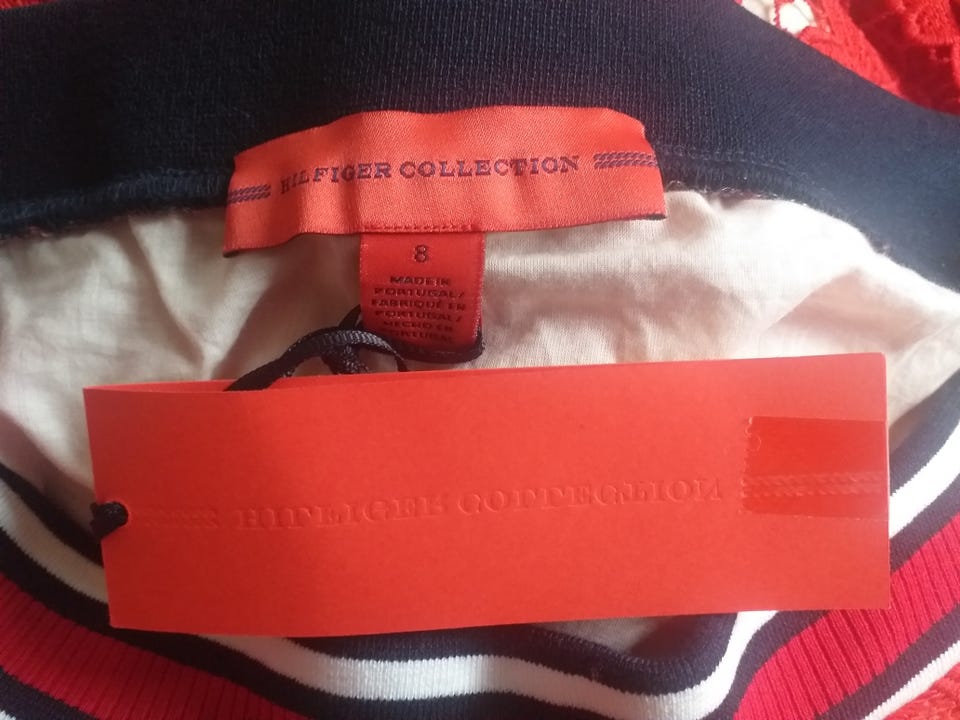 HILFIGER COLLECTION
8
MADE IN
PORTUGAL/
FABRIQUÉ EN
PORTUGAL/
HECHO EN
PORTUGAL
HILFIGER COLLECTION